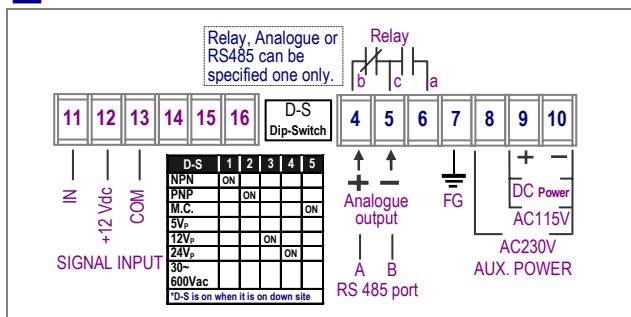 Relay, Analogue or
RS485 can be
specified one only.
Relay
b c a
11 12 13 14 15 16
D-S
Dip-Switch
4 5 6 7 8 9 10
IN
+12 Vdc
COM
SIGNAL INPUT
D-S 1 2 3 4 5
NPN ON
PNP ON
M.C. ON
5VP
12VP ON
24VP ON
30~
600Vac
*D-S is on when it is on down site
+ −
Analogue
output
A B
RS 485 port
FG
+ −
DC Power
AC115V
AC230V
AUX. POWER